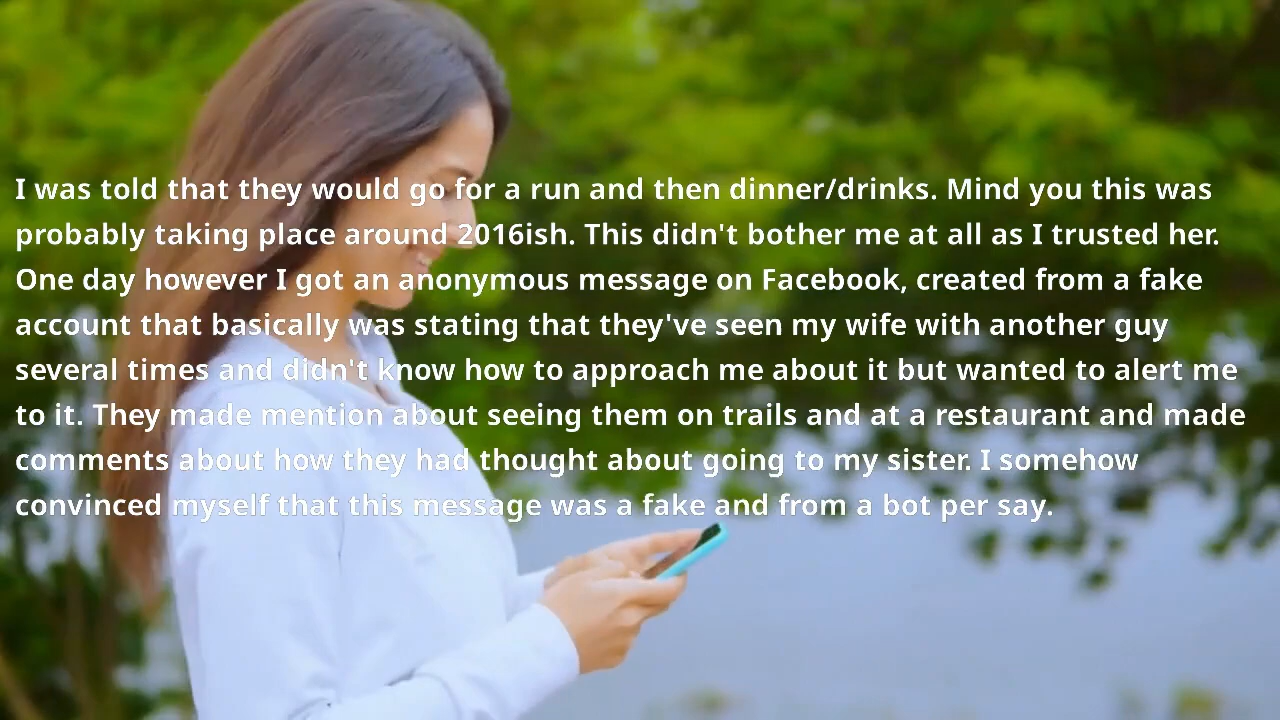 I was told that they would go for a run and then dinner/drinks. Mind you this was
probably taking place around 2016ish. This didn't bother me at all as I trusted her.
One day however I got an anonymous message on Facebook, created from a fake
account that basically was stating that they've seen my wife with another guy
several times and didn't know how to approach me about it but wanted to alert me
to it. They made mention about seeing them on trails and at a restaurant and made
comments about how they had thought about going to my sister. I somehow
convinced myself that this message was a fake and from a bot per say.